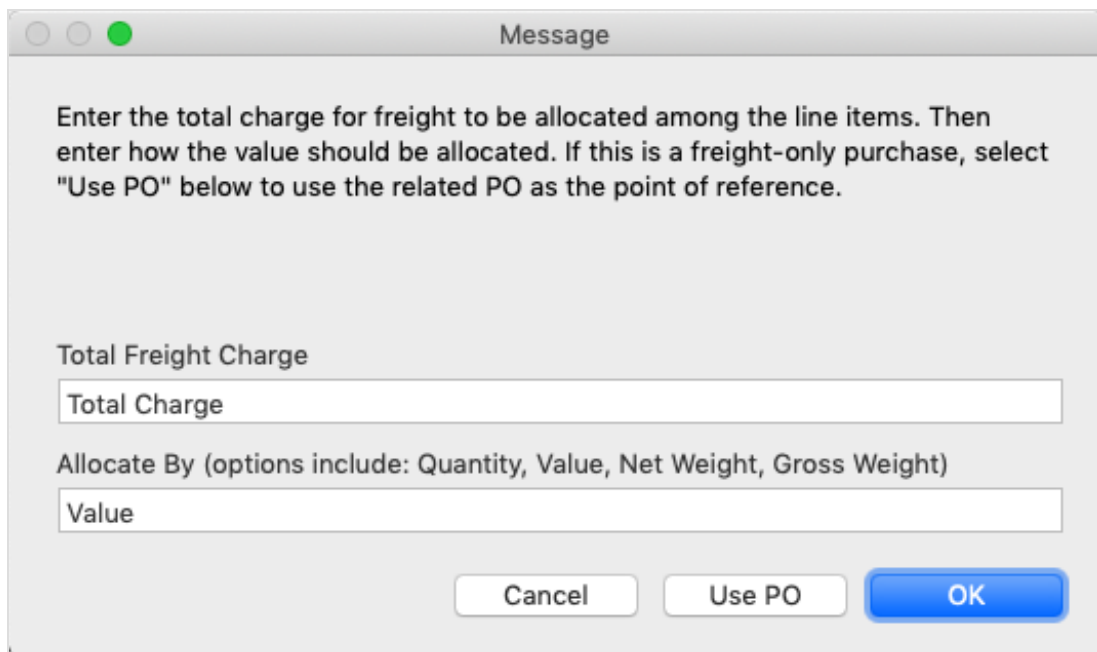 Message
Enter the total charge for freight to be allocated among the line items. Then
enter how the value should be allocated. If this is a freight-only purchase, select
"Use PO" below to use the related PO as the point of reference.
Total Freight Charge
Total Charge
Allocate By (options include: Quantity, Value, Net Weight, Gross Weight)
Value
Cancel Use PO OK